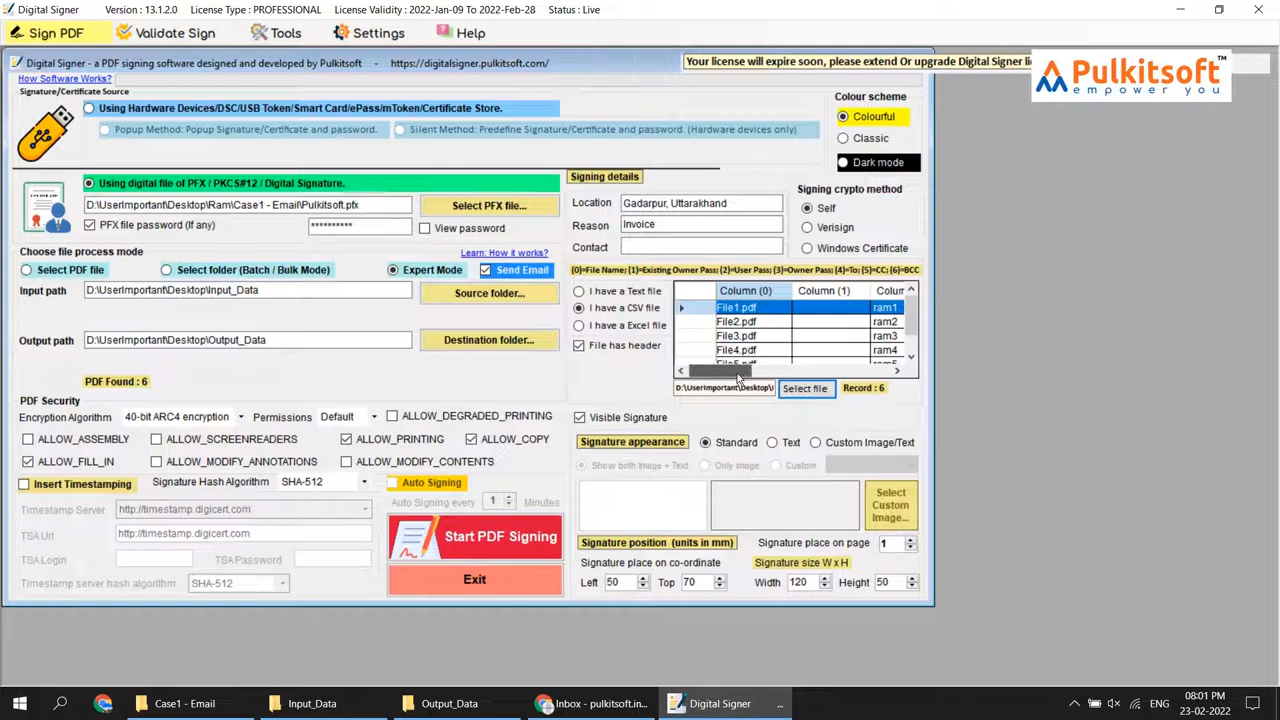 Digital Signer Version : 13.1.2.0 License Type : PROFESSIONAL License Validity : 2022-Jan-09 To 2022-Feb-28 Status : Live
Sign PDF Validate Sign Tools Settings Help
Digital Signer - a PDF signing software designed and developed by Pulkitsoft - https://digitalsigner.pulkitsoft.com/
Your license will expire soon, please extend Or upgrade Digital Signer li
Pulkitsoft™
empower you
How Software Works?
Signature/Certificate Source
Using Hardware Devices/DSC/USB Token/Smart Card/ePass/mToken/Certificate Store.
Popup Method: Popup Signature/Certificate and password.
Silent Method: Predefine Signature/Certificate and password. (Hardware devices only)
Colour scheme
Colourful
Classic
Dark mode
Using digital file of PFX / PKCS#12 / Digital Signature.
D:\UserImportant\Desktop\Ram\Case1 - Email\Pulkitsoft.pfx
Select PFX file...
PFX file password (If any)
**********
View password
Signing details
Location Gadarpur, Uttarakhand
Reason Invoice
Contact
Signing crypto method
Self
Verisign
Windows Certificate
Choose file process mode
Learn: How it works?
Select PDF file Select folder (Batch / Bulk Mode) Expert Mode Send Email
Input path D:\UserImportant\Desktop\Input_Data Source folder...
Output path D:\UserImportant\Desktop\Output_Data Destination folder...
PDF Found : 6
{0}=File Name; {1}=Existing Owner Pass; {2}=User Pass; {3}=Owner Pass; {4}=To; {5}=CC; {6}=BCC
I have a Text file
I have a CSV file
I have a Excel file
File has header
Column (0) Column (1) Colum
File1.pdf ram1
File2.pdf ram2
File3.pdf ram3
File4.pdf ram4
File5.pdf ram5
D:\UserImportant\Desktop\I Select file Record : 6
PDF Security
Encryption Algorithm 40-bit ARC4 encryption Permissions Default ALLOW_DEGRADED_PRINTING
ALLOW_ASSEMBLY ALLOW_SCREENREADERS ALLOW_PRINTING ALLOW_COPY
ALLOW_FILL_IN ALLOW_MODIFY_ANNOTATIONS ALLOW_MODIFY_CONTENTS
Insert Timestamping Signature Hash Algorithm SHA-512
Timestamp Server http://timestamp.digicert.com
TSA Url http://timestamp.digicert.com
TSA Login TSA Password
Timestamp server hash algorithm SHA-512
Auto Signing
Auto Signing every 1 Minutes
Start PDF Signing
Exit
Visible Signature
Signature appearance Standard Text Custom Image/Text
Show both Image + Text Only image Custom
Select
Custom
Image...
Signature position (units in mm) Signature place on page 1
Signature place on co-ordinate Signature size W x H
Left 50 Top 70 Width 120 Height 50
Case1 - Email Input_Data Output_Data Inbox - pulkitsoft.in... Digital Signer ...
ENG 08:01 PM
23-02-2022